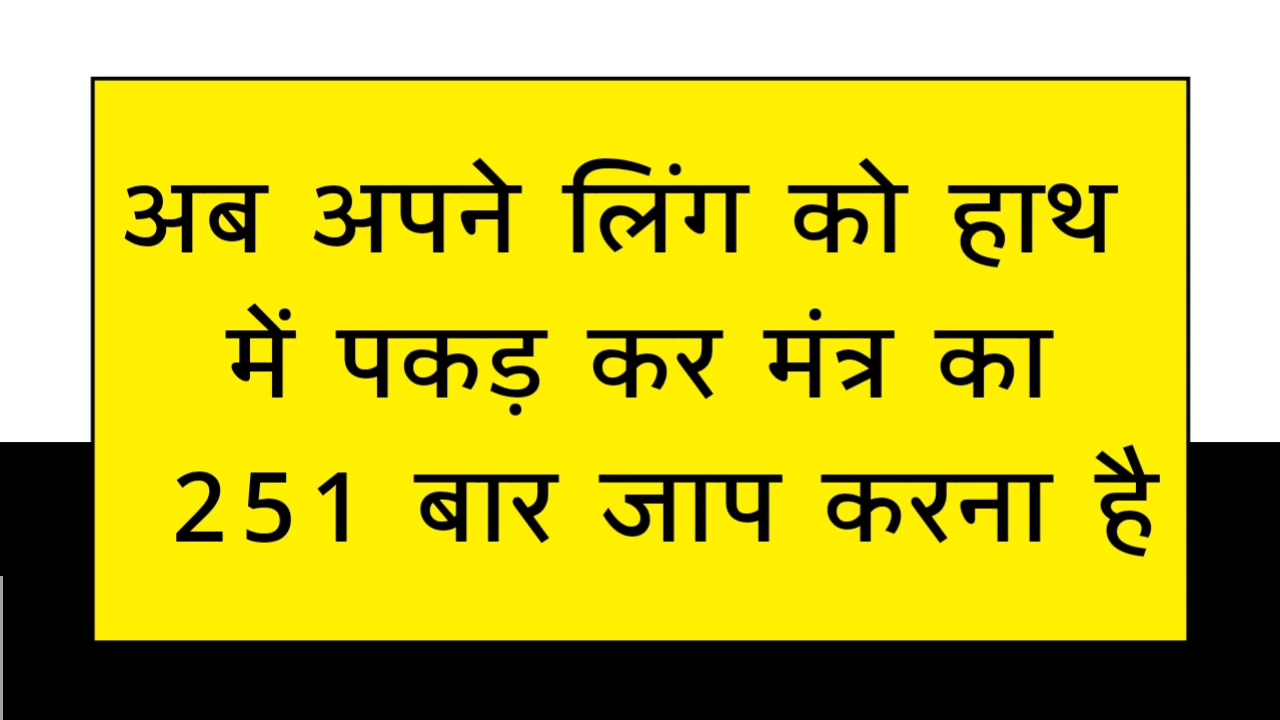 अब अपने लिंग को हाथ
में पकड़ कर मंत्र का
251 बार जाप करना है